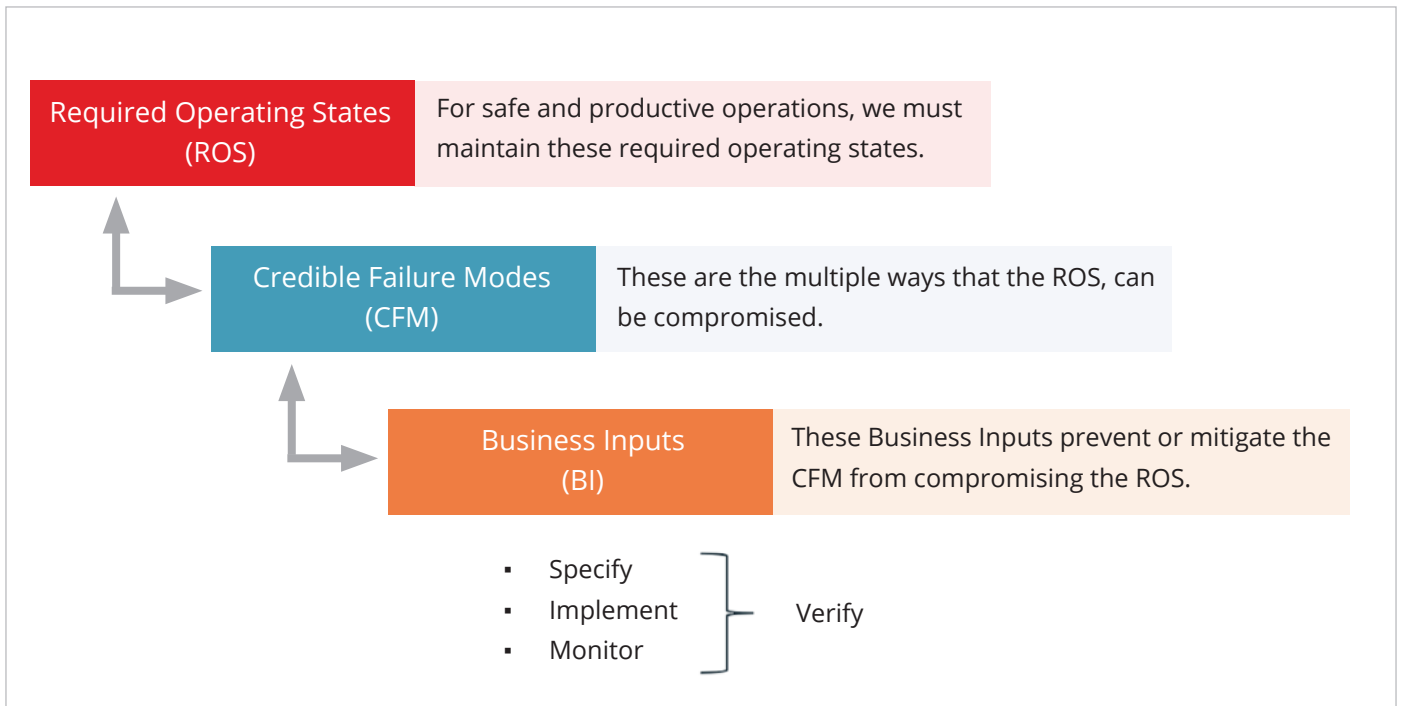 Required Operating States
(ROS)
For safe and productive operations, we must
maintain these required operating states.
Credible Failure Modes
(CFM)
These are the multiple ways that the ROS, can
be compromised.
Business Inputs
(BI)
These Business Inputs prevent or mitigate the
CFM from compromising the ROS.
▪ Specify
▪ Implement
▪ Monitor
Verify